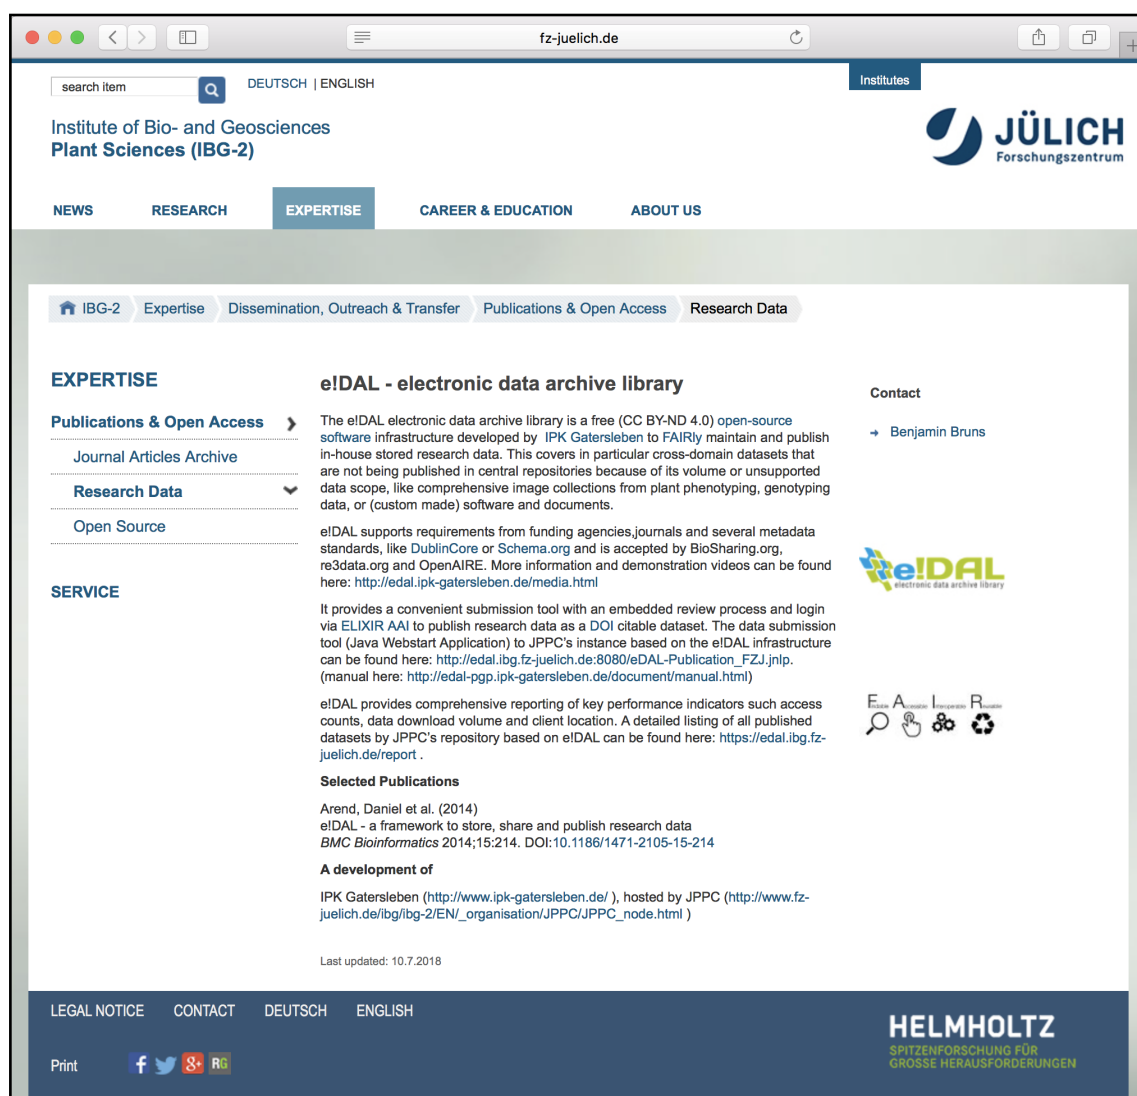 fz-juelich.de
search item
DEUTSCH | ENGLISH
Institutes
Institute of Bio- and Geosciences
Plant Sciences (IBG-2)
JÜLICH
Forschungszentrum
NEWS RESEARCH EXPERTISE CAREER & EDUCATION ABOUT US
IBG-2 Expertise Dissemination, Outreach & Transfer Publications & Open Access Research Data
EXPERTISE
Publications & Open Access
Journal Articles Archive
Research Data
Open Source
SERVICE
e!DAL - electronic data archive library
The e!DAL electronic data archive library is a free (CC BY-ND 4.0) open-source
software infrastructure developed by IPK Gatersleben to FAIRly maintain and publish
in-house stored research data. This covers in particular cross-domain datasets that
are not being published in central repositories because of its volume or unsupported
data scope, like comprehensive image collections from plant phenotyping, genotyping
data, or (custom made) software and documents.
e!DAL supports requirements from funding agencies,journals and several metadata
standards, like DublinCore or Schema.org and is accepted by BioSharing.org,
re3data.org and OpenAIRE. More information and demonstration videos can be found
here: http://edal.ipk-gatersleben.de/media.html
It provides a convenient submission tool with an embedded review process and login
via ELIXIR AAI to publish research data as a DOI citable dataset. The data submission
tool (Java Webstart Application) to JPPC's instance based on the e!DAL infrastructure
can be found here: http://edal.ibg.fz-juelich.de:8080/eDAL-Publication_FZJ.jnlp.
(manual here: http://edal-pgp.ipk-gatersleben.de/document/manual.html)
e!DAL provides comprehensive reporting of key performance indicators such access
counts, data download volume and client location. A detailed listing of all published
datasets by JPPC's repository based on e!DAL can be found here: https://edal.ibg.fz-
juelich.de/report .
Selected Publications
Arend, Daniel et al. (2014)
e!DAL - a framework to store, share and publish research data
BMC Bioinformatics 2014;15:214. DOI:10.1186/1471-2105-15-214
A development of
IPK Gatersleben (http://www.ipk-gatersleben.de/ ), hosted by JPPC (http://www.fz-
juelich.de/ibg/ibg-2/EN/_organisation/JPPC/JPPC_node.html )
Last updated: 10.7.2018
Contact
Benjamin Bruns
e!DAL
electronic data archive library
Findable Accessible Interoperable Reusable
LEGAL NOTICE CONTACT DEUTSCH ENGLISH
Print
f 8+ RG
HELMHOLTZ
SPITZENFORSCHUNG FÜR
GROSSE HERAUSFORDERUNGEN